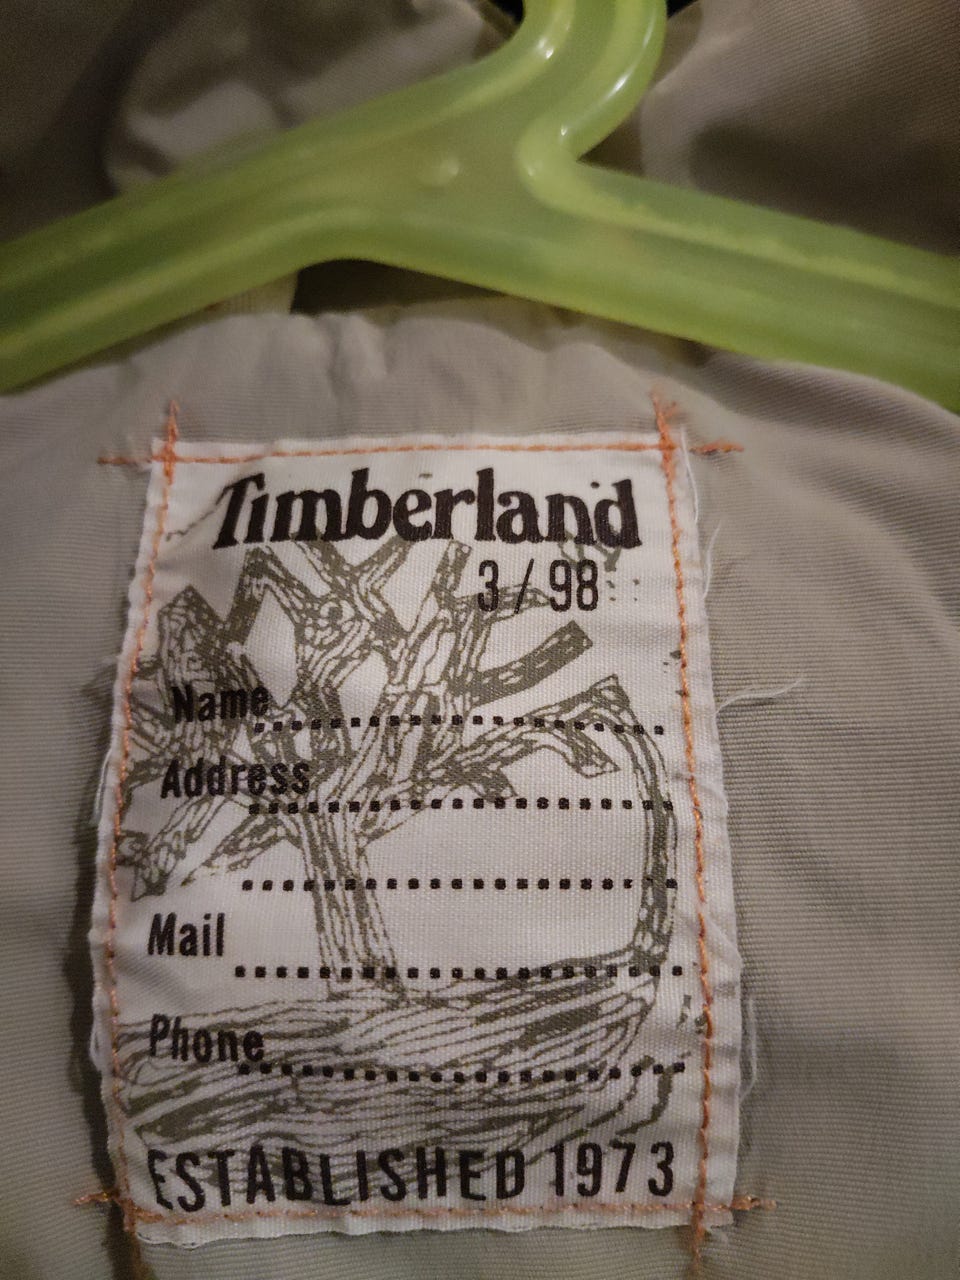 Timberland
3 / 98
Name
Address
Mail
Phone
ESTABLISHED 1973